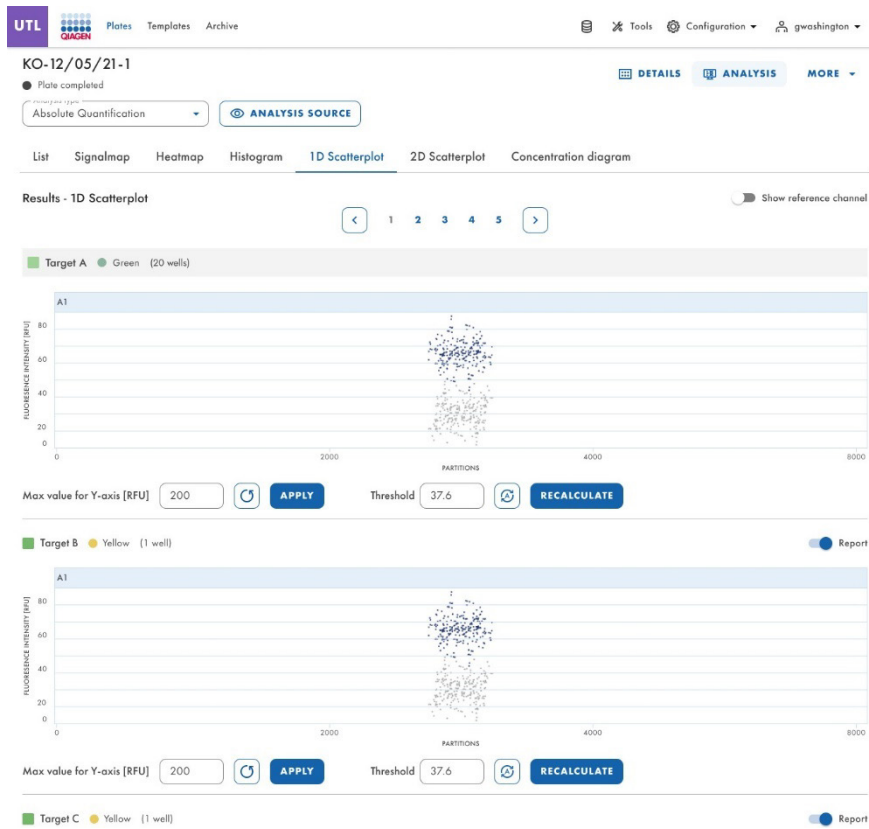 UTL QIAGEN Plates Templates Archive Tools Configuration gwashington
KO-12/05/21-1
Plate completed
DETAILS ANALYSIS MORE
Analysis Type
Absolute Quantification ANALYSIS SOURCE
List Signalmap Heatmap Histogram 1D Scatterplot 2D Scatterplot Concentration diagram
Results - 1D Scatterplot Show reference channel
1 2 3 4 5
Target A Green (20 wells)
A1
FLUORESENCE INTENSITY [RFU]
80
60
40
20
0
0 2000 4000 8000
PARTITIONS
Max value for Y-axis [RFU] 200 APPLY Threshold 37.6 A RECALCULATE
Target B Yellow (1 well) Report
A1
FLUORESENCE INTENSITY [RFU]
80
60
40
20
0
0 2000 4000 8000
PARTITIONS
Max value for Y-axis [RFU] 200 APPLY Threshold 37.6 A RECALCULATE
Target C Yellow (1 well) Report